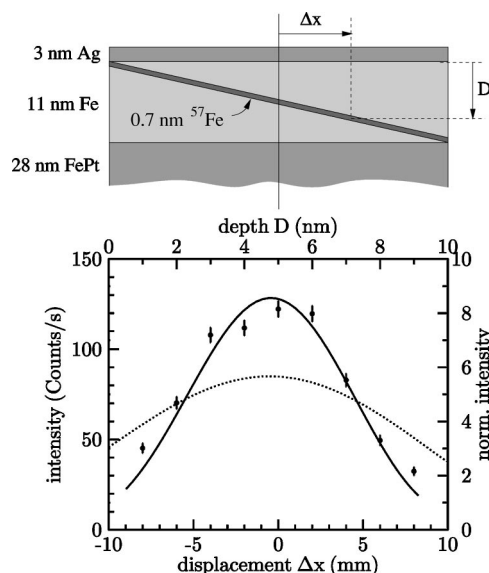 Δx
3 nm Ag
D
11 nm Fe
0.7 nm ⁵⁷Fe
28 nm FePt
depth D (nm)
0 2 4 6 8 10
150 10
8
100
6
4
50
2
0 0
intensity (Counts/s)
norm. intensity
-10 -5 0 5 10
displacement Δx (mm)